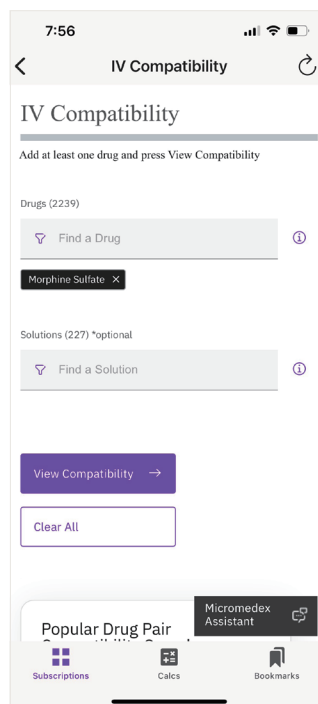 7:56
IV Compatibility
IV Compatibility
Add at least one drug and press View Compatibility
Drugs (2239)
Find a Drug
Morphine Sulfate ×
Solutions (227) *optional
Find a Solution
View Compatibility →
Clear All
Micromedex
Assistant
Popular Drug Pair
Subscriptions
Calcs
Bookmarks